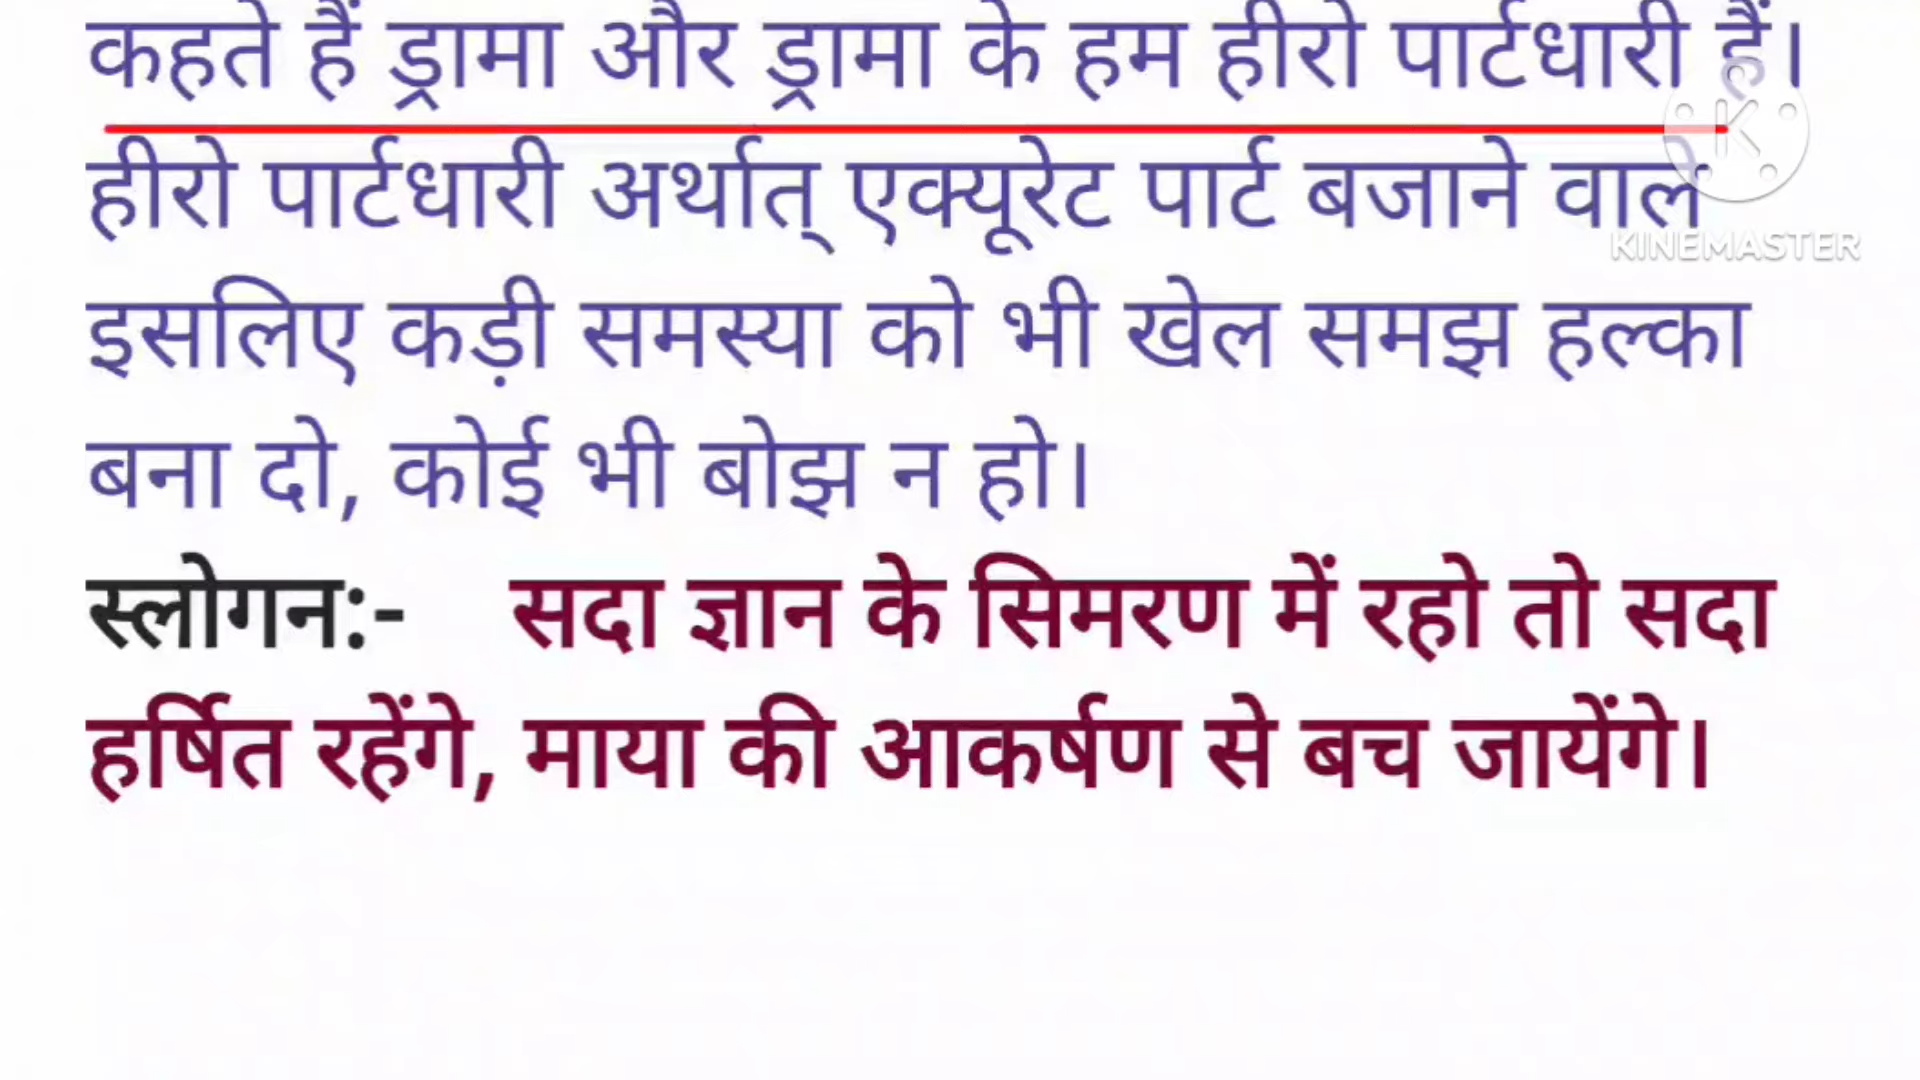 कहते हैं ड्रामा और ड्रामा के हम हीरो पार्टधारी हैं।
हीरो पार्टधारी अर्थात् एक्यूरेट पार्ट बजाने वाले
KINEMASTER
इसलिए कड़ी समस्या को भी खेल समझ हल्का
बना दो, कोई भी बोझ न हो।
स्लोगन:- सदा ज्ञान के सिमरण में रहो तो सदा
हर्षित रहेंगे, माया की आकर्षण से बच जायेंगे।